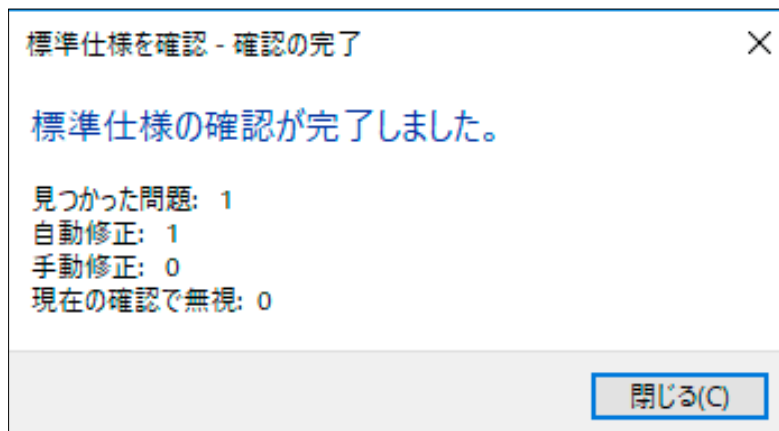 標準仕様を確認 - 確認の完了
標準仕様の確認が完了しました。
見つかった問題: 1
自動修正: 1
手動修正: 0
現在の確認で無視: 0
閉じる(C)